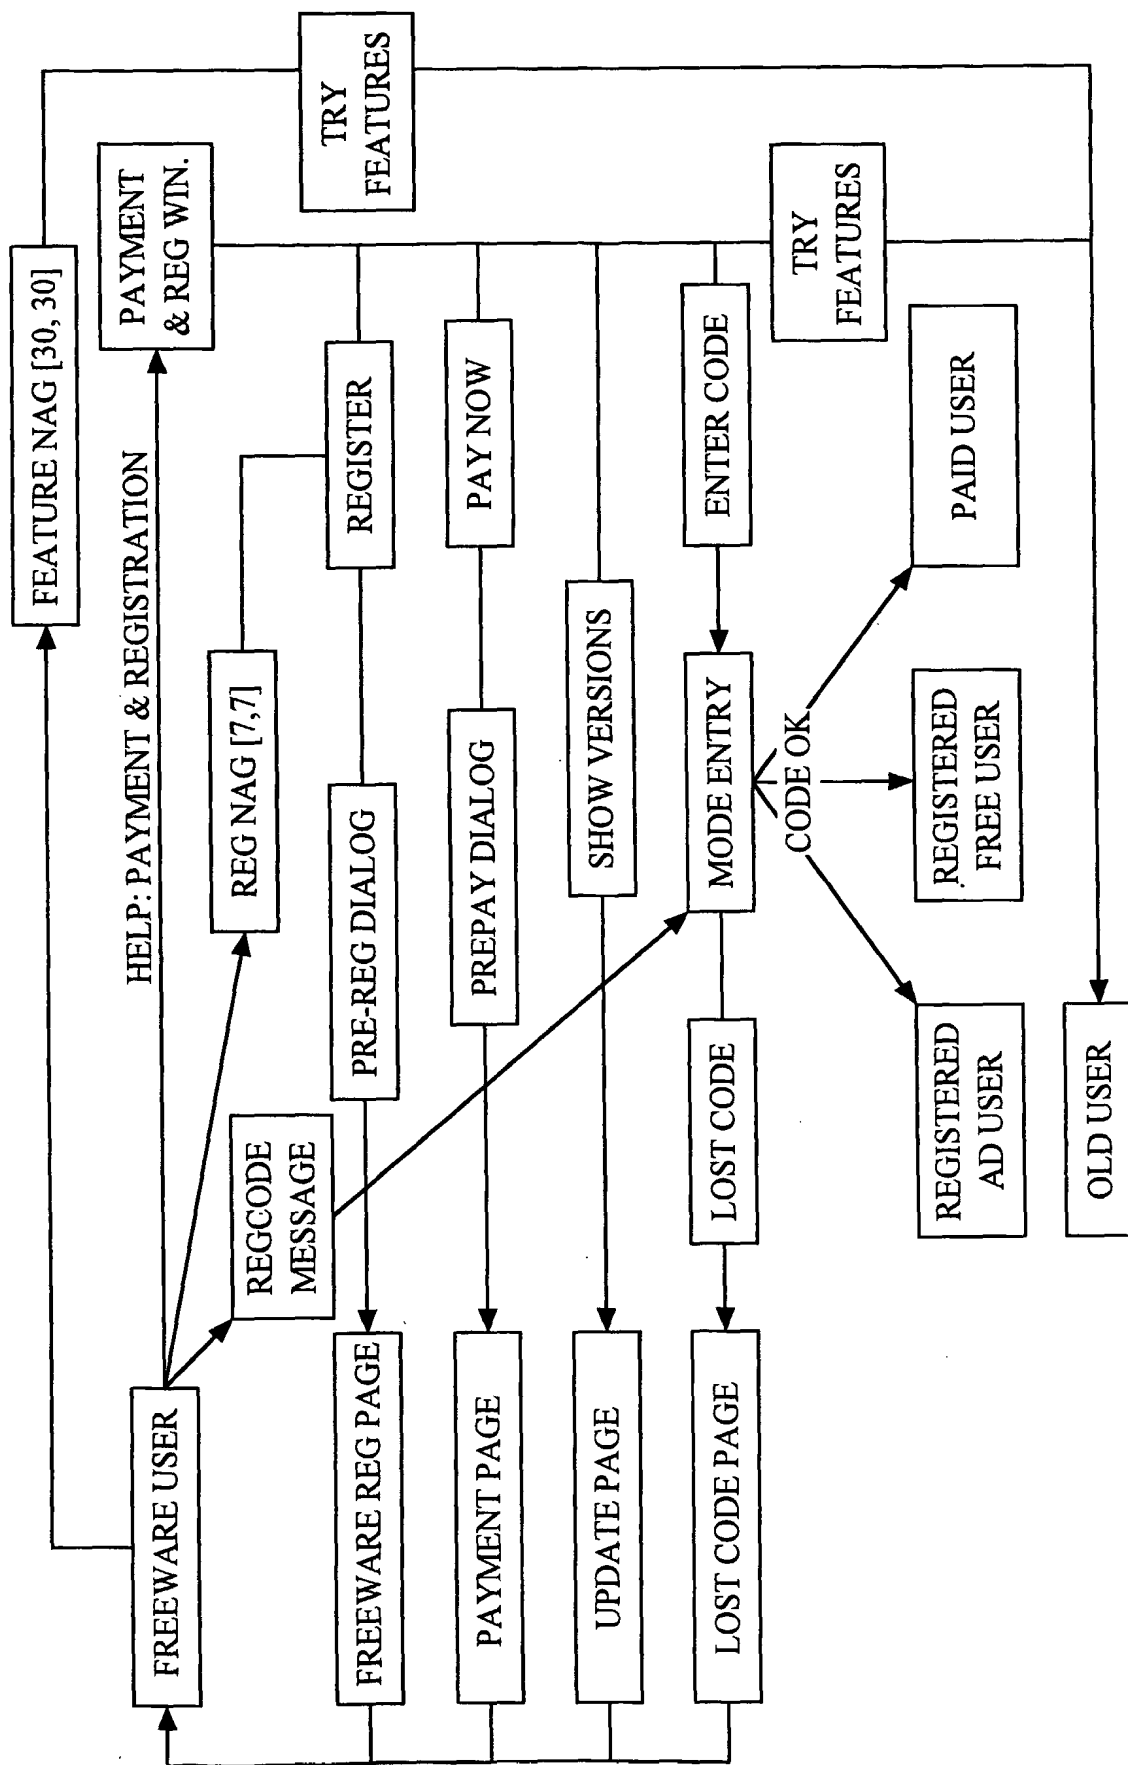 FREEWARE USER
FEATURE NAG [30, 30]
HELP: PAYMENT & REGISTRATION
PAYMENT
& REG WIN.
TRY
FEATURES
REG NAG [7,7]
REGCODE
MESSAGE
FREEWARE REG PAGE
PRE-REG DIALOG
REGISTER
PAYMENT PAGE
PREPAY DIALOG
PAY NOW
UPDATE PAGE
SHOW VERSIONS
LOST CODE PAGE
LOST CODE
MODE ENTRY
ENTER CODE
TRY
FEATURES
CODE OK
REGISTERED
AD USER
REGISTERED
FREE USER
PAID USER
OLD USER